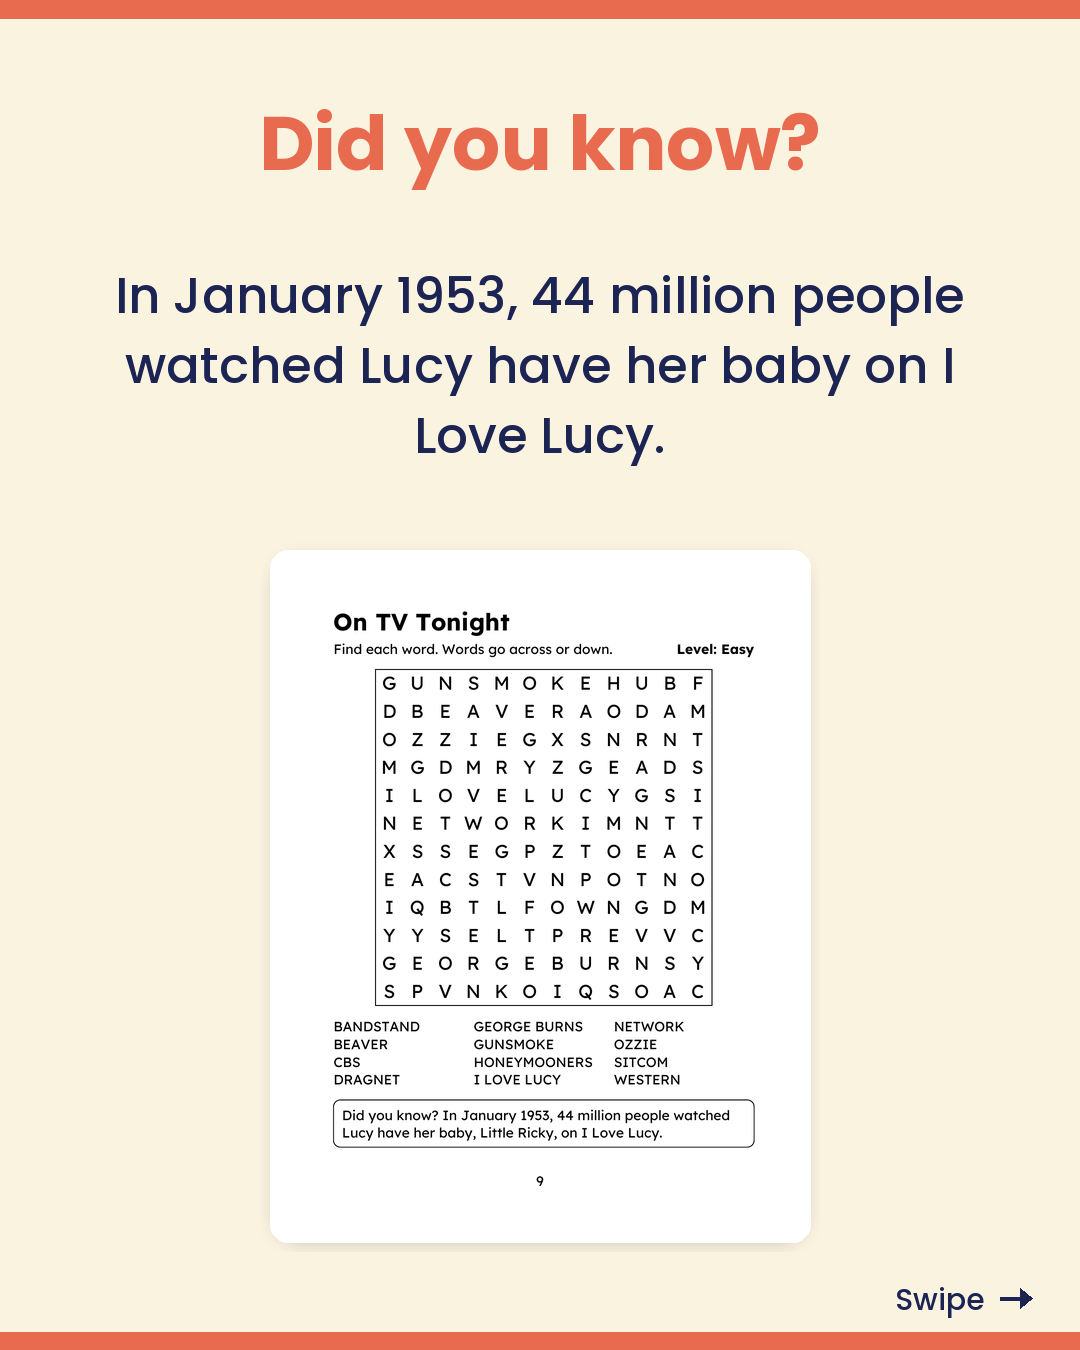 Did you know?
In January 1953, 44 million people
watched Lucy have her baby on I
Love Lucy.
On TV Tonight
Find each word. Words go across or down. Level: Easy
G U N S M O K E H U B F
D B E A V E R A O D A M
O Z Z I E G X S N R N T
M G D M R Y Z G E A D S
I L O V E L U C Y G S I
N E T W O R K I M N T T
X S S E G P Z T O E A C
E A C S T V N P O T N O
I Q B T L F O W N G D M
Y Y S E L T P R E V V C
G E O R G E B U R N S Y
S P V N K O I Q S O A C
BANDSTAND GEORGE BURNS NETWORK
BEAVER GUNSMOKE OZZIE
CBS HONEYMOONERS SITCOM
DRAGNET I LOVE LUCY WESTERN
Did you know? In January 1953, 44 million people watched
Lucy have her baby, Little Ricky, on I Love Lucy.
9
Swipe